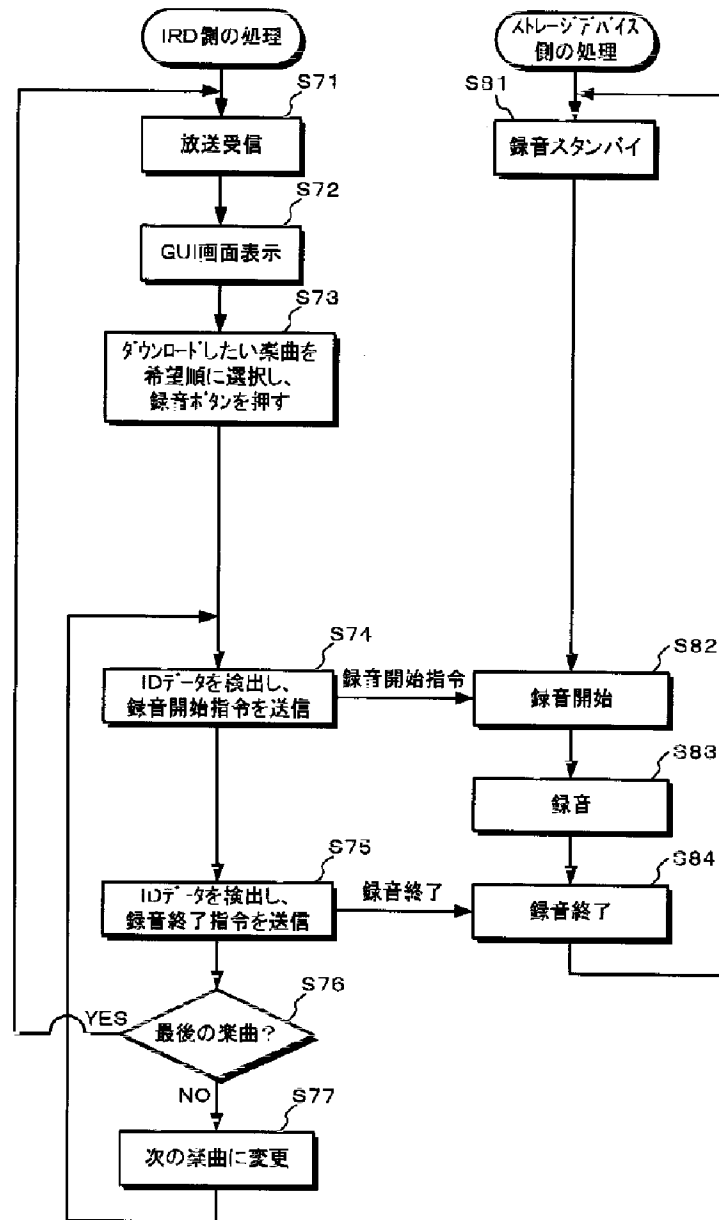 IRD側の処理
S71
放送受信
S72
GUI画面表示
S73
ダウンロードしたい楽曲を
希望順に選択し、
録音ボタンを押す
S74
IDデータを検出し、
録音開始指令を送信
録音開始指令
S75
IDデータを検出し、
録音終了指令を送信
録音終了
S76
最後の楽曲?
YES
NO
S77
次の楽曲に変更
ストレージデバイス
側の処理
S81
録音スタンバイ
S82
録音開始
S83
録音
S84
録音終了